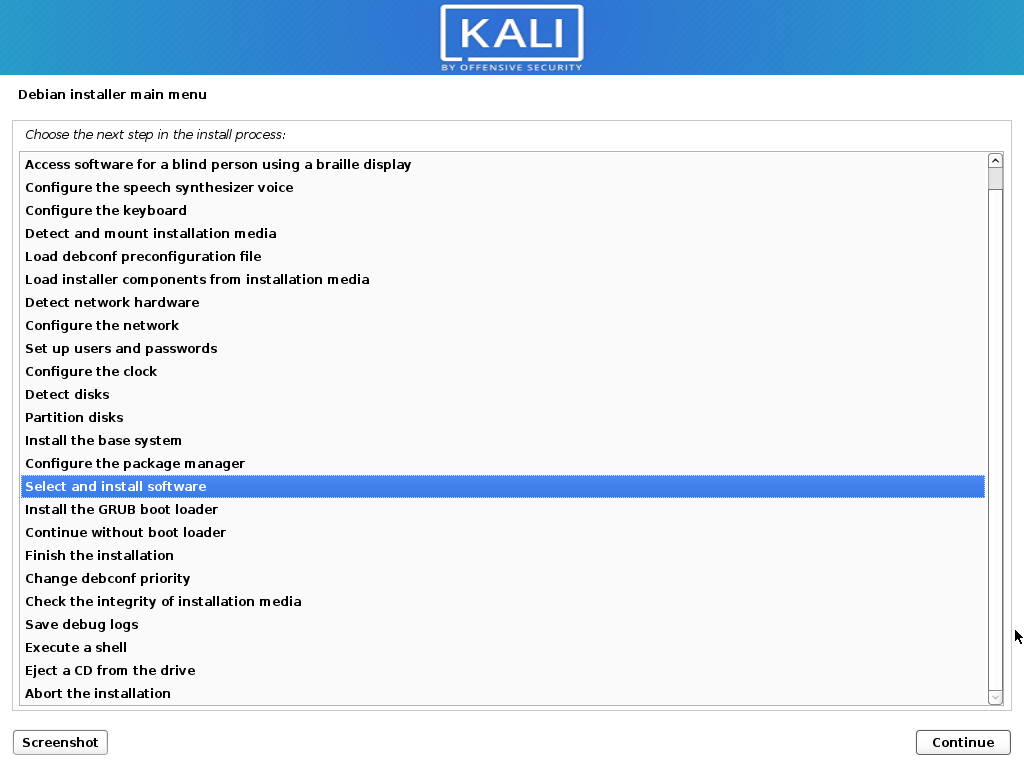 KALI
BY OFFENSIVE SECURITY
Debian installer main menu
Choose the next step in the install process:
Access software for a blind person using a braille display
Configure the speech synthesizer voice
Configure the keyboard
Detect and mount installation media
Load debconf preconfiguration file
Load installer components from installation media
Detect network hardware
Configure the network
Set up users and passwords
Configure the clock
Detect disks
Partition disks
Install the base system
Configure the package manager
Select and install software
Install the GRUB boot loader
Continue without boot loader
Finish the installation
Change debconf priority
Check the integrity of installation media
Save debug logs
Execute a shell
Eject a CD from the drive
Abort the installation
Screenshot
Continue